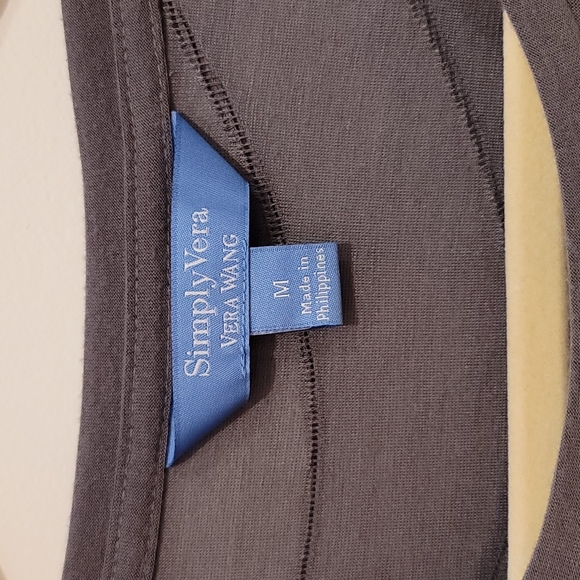 SimplyVera
VERA WANG
M
Made in
Philippines